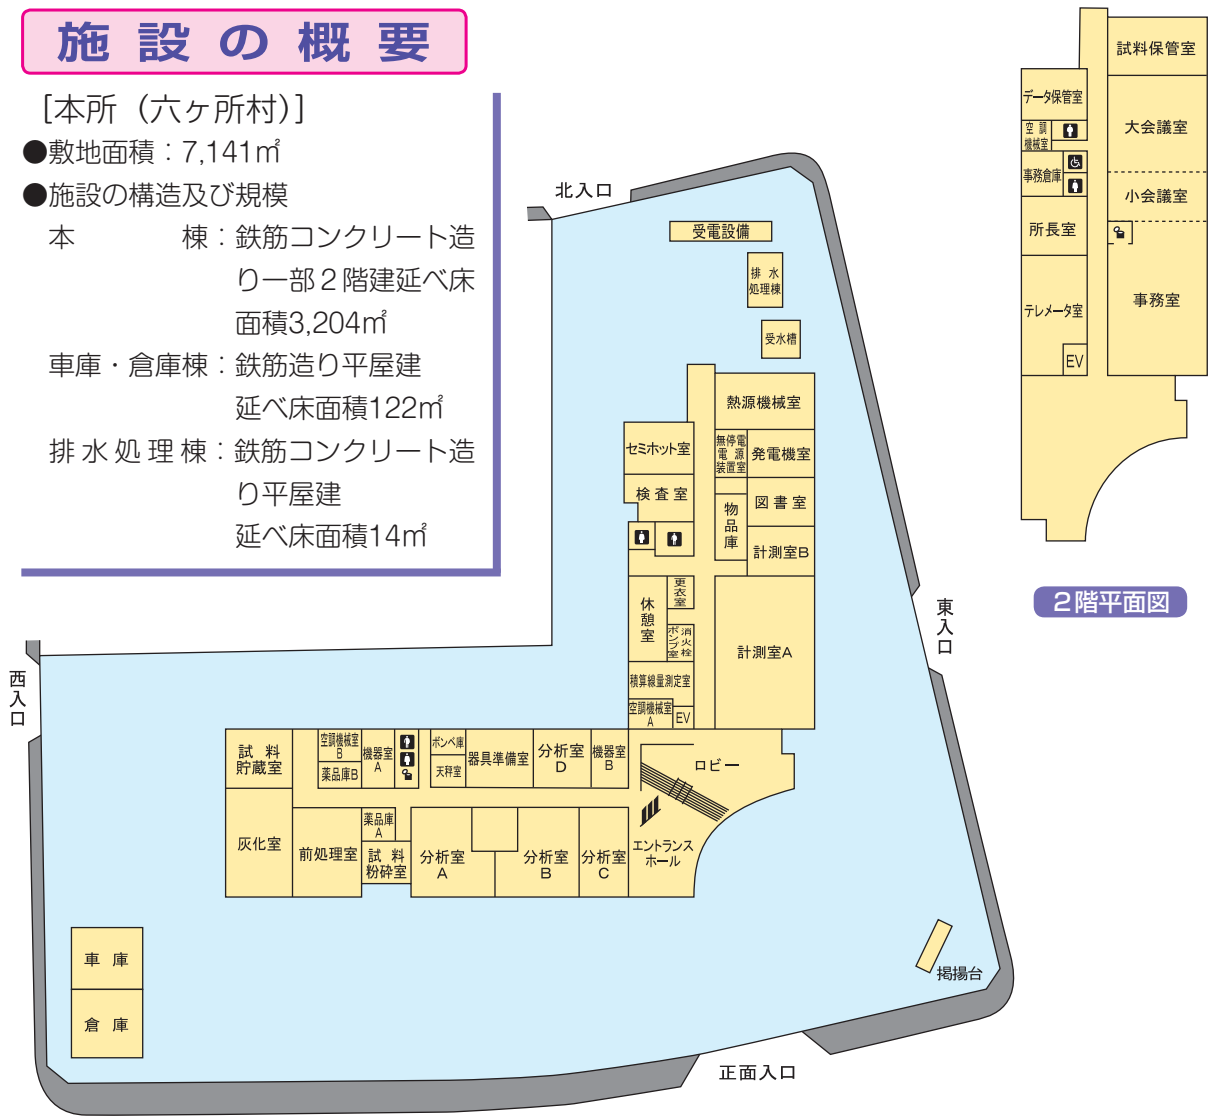 施設の概要
［本所（六ヶ所村）］
●敷地面積：7,141㎡
●施設の構造及び規模
本棟：鉄筋コンクリート造
り一部２階建延べ床
面積3,204㎡
車庫・倉庫棟：鉄筋造り平屋建
延べ床面積122㎡
排水処理棟：鉄筋コンクリート造
り平屋建
延べ床面積14㎡
北入口
受電設備
排水
処理棟
受水槽
熱源機械室
セミホット室
無停電
電源
装置室
発電機室
検査室
物品庫
図書室
計測室B
更衣室
休憩室
消火栓
ポンプ室
計測室A
積算線量測定室
空調機械室
A
EV
東入口
西入口
試料
貯蔵室
空調機械室
B
薬品庫B
機器室
A
ボンベ庫
天秤室
器具準備室
分析室
D
機器室
B
ロビー
灰化室
前処理室
薬品庫
A
試料
粉砕室
分析室
A
分析室
B
分析室
C
エントランス
ホール
車庫
倉庫
掲揚台
正面入口
試料保管室
データ保管室
大会議室
空調
機械室
事務倉庫
小会議室
所長室
事務室
テレメータ室
EV
２階平面図